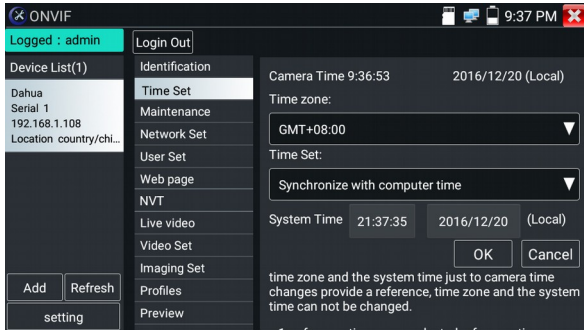 ONVIF
9:37 PM
Logged : admin
Login Out
Device List(1)
Dahua
Serial 1
192.168.1.108
Location country/chi...
Add
Refresh
setting
Identification
Time Set
Maintenance
Network Set
User Set
Web page
NVT
Live video
Video Set
Imaging Set
Profiles
Preview
Camera Time 9:36:53 2016/12/20 (Local)
Time zone:
GMT+08:00
Time Set:
Synchronize with computer time
System Time 21:37:35 2016/12/20 (Local)
OK
Cancel
time zone and the system time just to camera time
changes provide a reference, time zone and the system
time can not be changed.